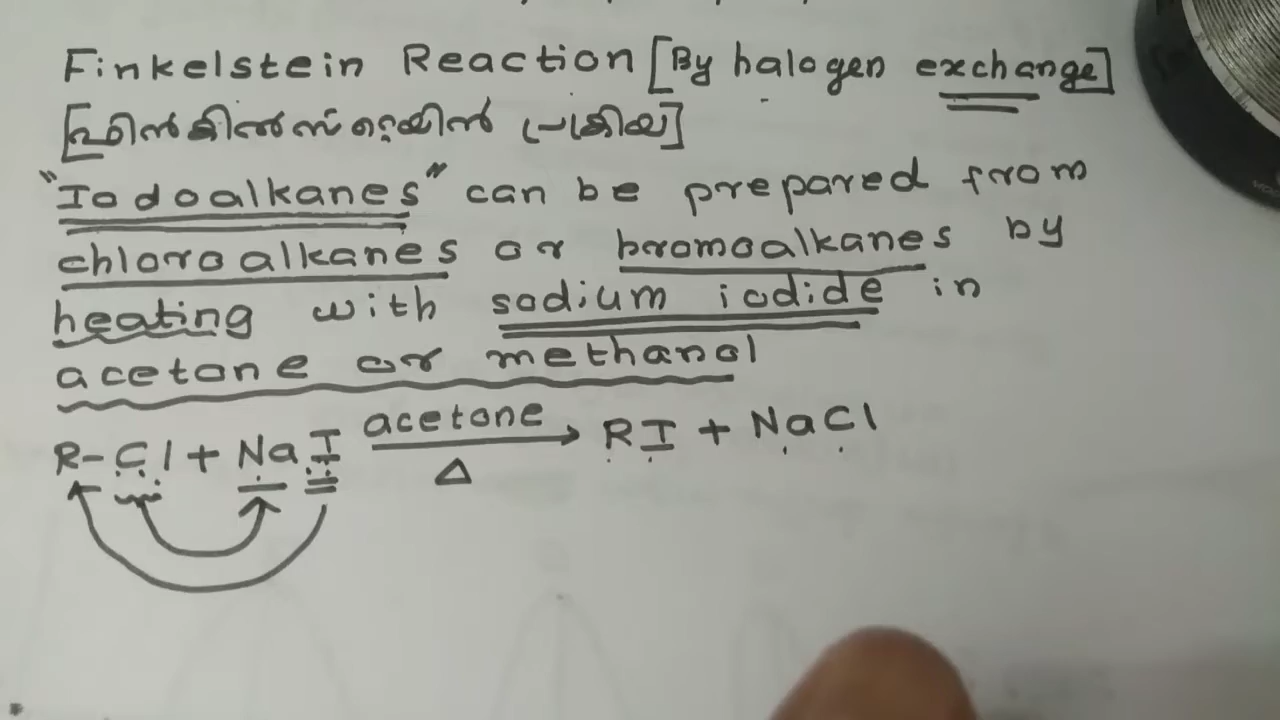 Finkelstein Reaction [By halogen exchange]
[ഫിൻകിൽസ്റ്റെയിൻ പ്രക്രിയ]
"Iodoalkanes" can be prepared from
chloroalkanes or bromoalkanes by
heating with sodium iodide in
acetone or methanol
R-Cl + NaI acetone → RI + NaCl
Δ